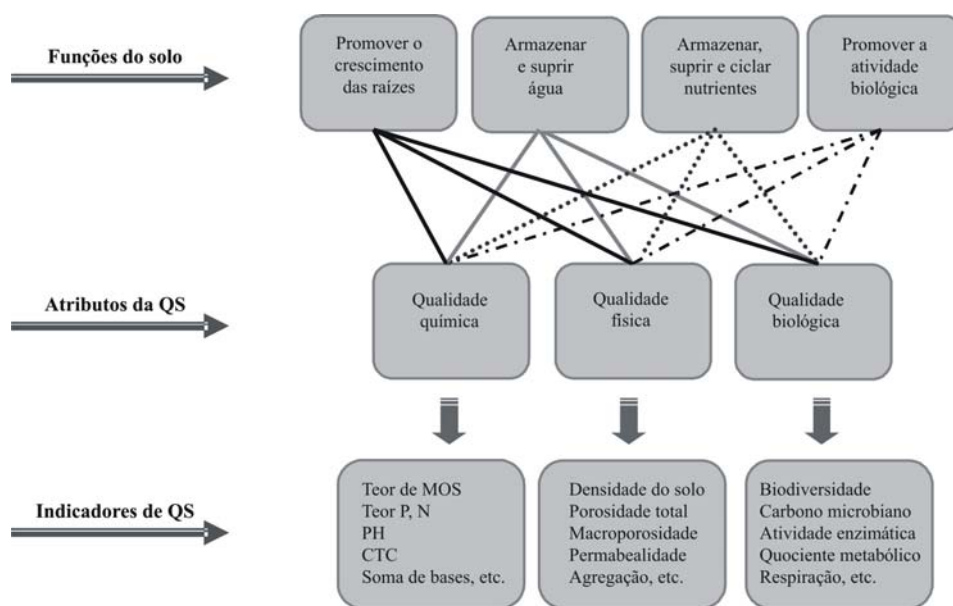 Funções do solo
Promover o
crescimento
das raízes
Armazenar
e suprir
água
Armazenar,
suprir e ciclar
nutrientes
Promover a
atividade
biológica
Atributos da QS
Qualidade
química
Qualidade
física
Qualidade
biológica
Indicadores de QS
Teor de MOS
Teor P, N
PH
CTC
Soma de bases, etc.
Densidade do solo
Porosidade total
Macroporosidade
Permabealidade
Agregação, etc.
Biodiversidade
Carbono microbiano
Atividade enzimática
Quociente metabólico
Respiração, etc.